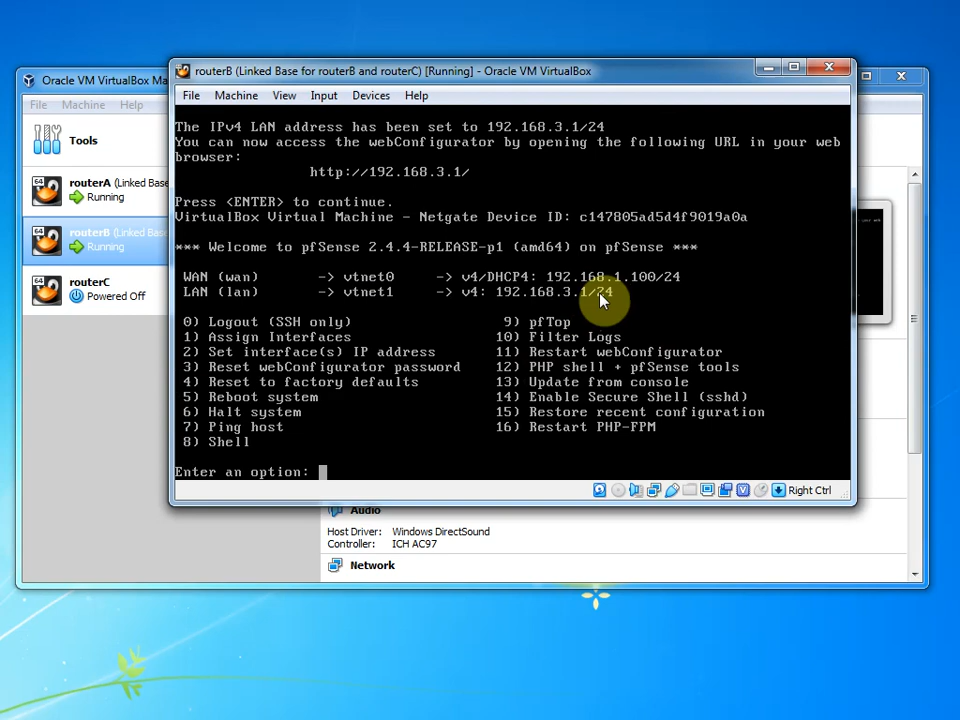 routerB (Linked Base for routerB and routerC) [Running] - Oracle VM VirtualBox
Oracle VM VirtualBox Ma
File Machine View Input Devices Help
File Machine Help
Tools
routerA (Linked Base
Running
routerB (Linked Base
Running
routerC
Powered Off
The IPv4 LAN address has been set to 192.168.3.1/24
You can now access the webConfigurator by opening the following URL in your web
browser:
http://192.168.3.1/
Press <ENTER> to continue.
VirtualBox Virtual Machine - Netgate Device ID: c147805ad5d4f9019a0a
*** Welcome to pfSense 2.4.4-RELEASE-p1 (amd64) on pfSense ***
WAN (wan) -> vtnet0 -> v4/DHCP4: 192.168.1.100/24
LAN (lan) -> vtnet1 -> v4: 192.168.3.1/24
0) Logout (SSH only) 9) pfTop
1) Assign Interfaces 10) Filter Logs
2) Set interface(s) IP address 11) Restart webConfigurator
3) Reset webConfigurator password 12) PHP shell + pfSense tools
4) Reset to factory defaults 13) Update from console
5) Reboot system 14) Enable Secure Shell (sshd)
6) Halt system 15) Restore recent configuration
7) Ping host 16) Restart PHP-FPM
8) Shell
Enter an option:
Right Ctrl
Audio
Host Driver: Windows DirectSound
Controller: ICH AC97
Network